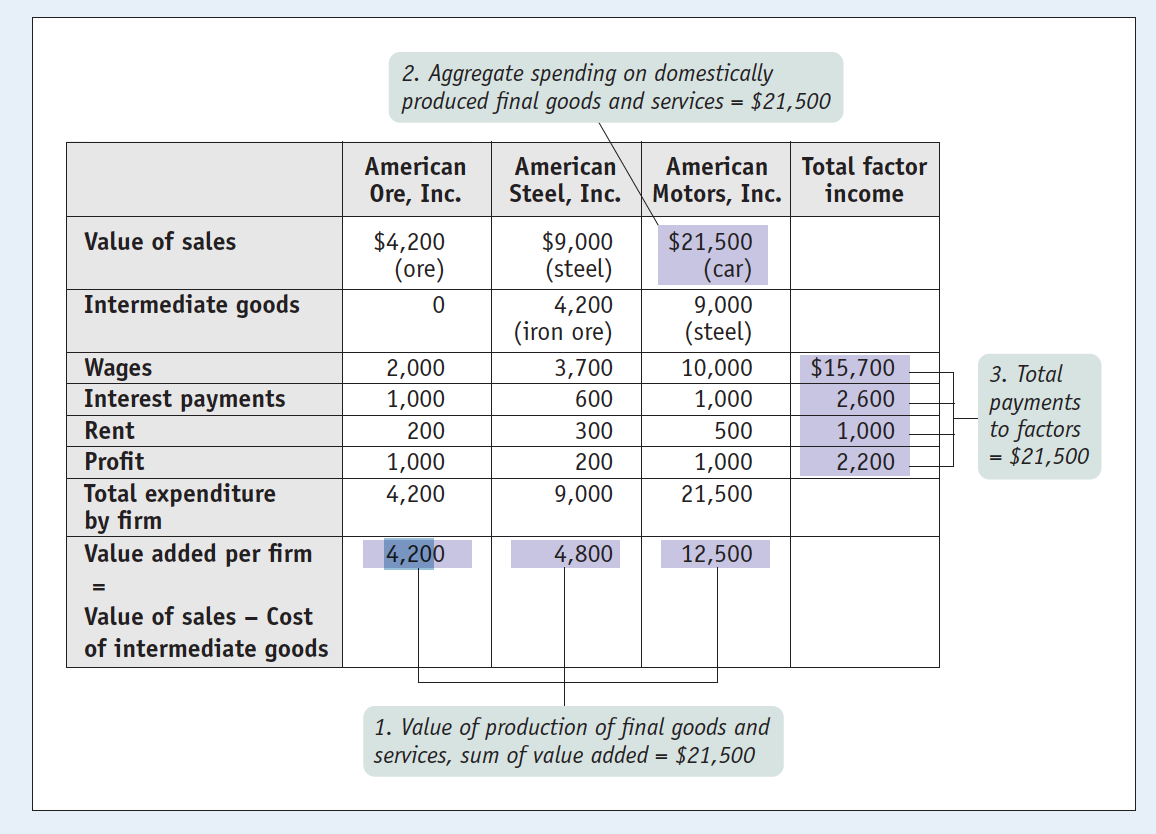 2. Aggregate spending on domestically
produced final goods and services = $21,500
American Ore, Inc. American Steel, Inc. American Motors, Inc. Total factor income
Value of sales $4,200 $9,000 $21,500
(ore) (steel) (car)
Intermediate goods 0 4,200 9,000
(iron ore) (steel)
Wages 2,000 3,700 10,000 $15,700
Interest payments 1,000 600 1,000 2,600
Rent 200 300 500 1,000
Profit 1,000 200 1,000 2,200
Total expenditure 4,200 9,000 21,500
by firm
Value added per firm 4,200 4,800 12,500
=
Value of sales – Cost
of intermediate goods
3. Total
payments
to factors
= $21,500
1. Value of production of final goods and
services, sum of value added = $21,500